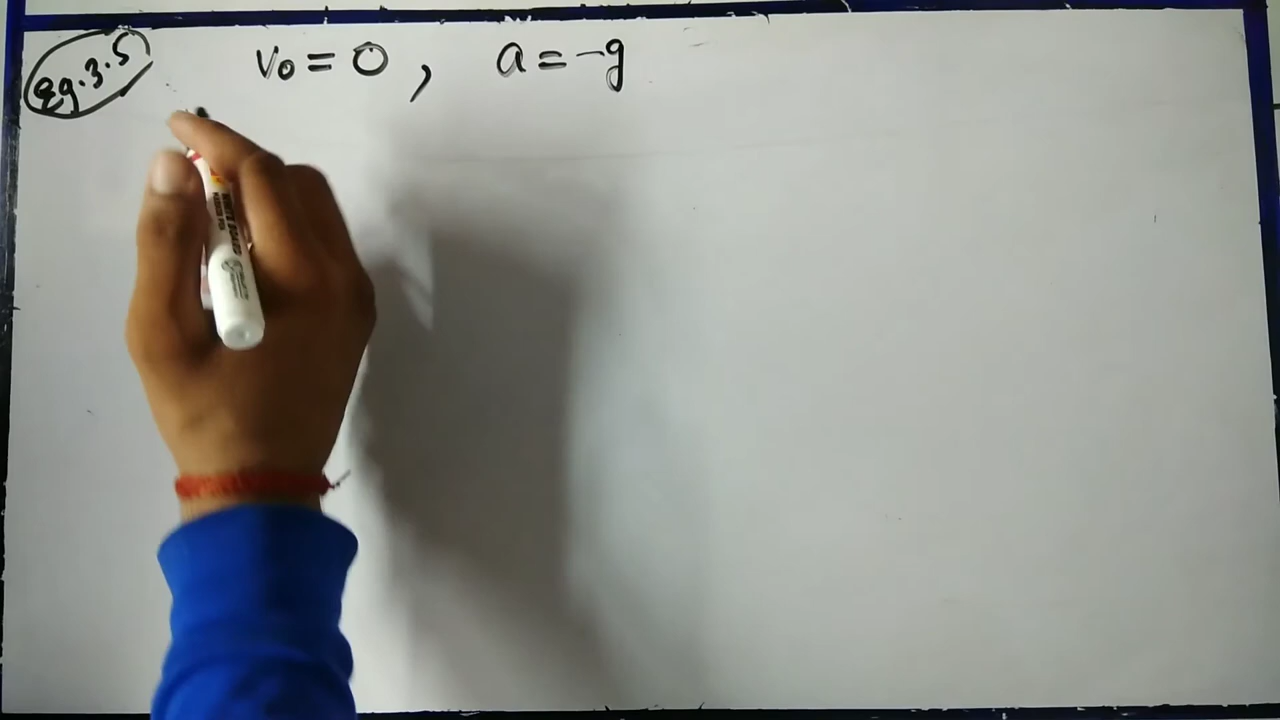 Eg.3.5
v₀ = 0 , a = -g